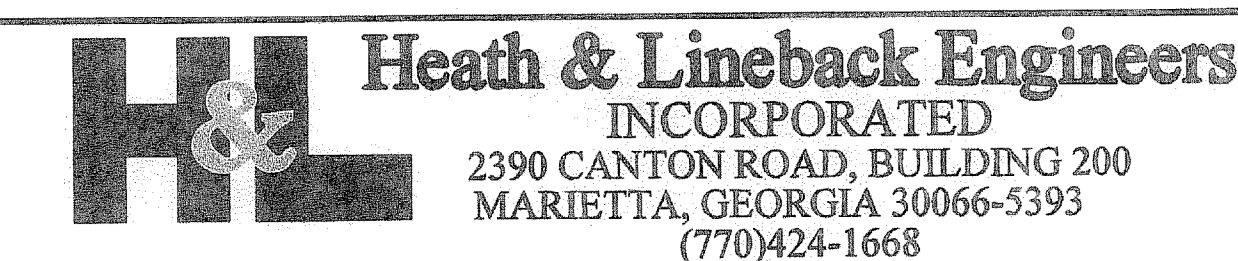 H&L
Heath & Lineback Engineers
INCORPORATED
2390 CANTON ROAD, BUILDING 200
MARIETTA, GEORGIA 30066-5393
(770)424-1668